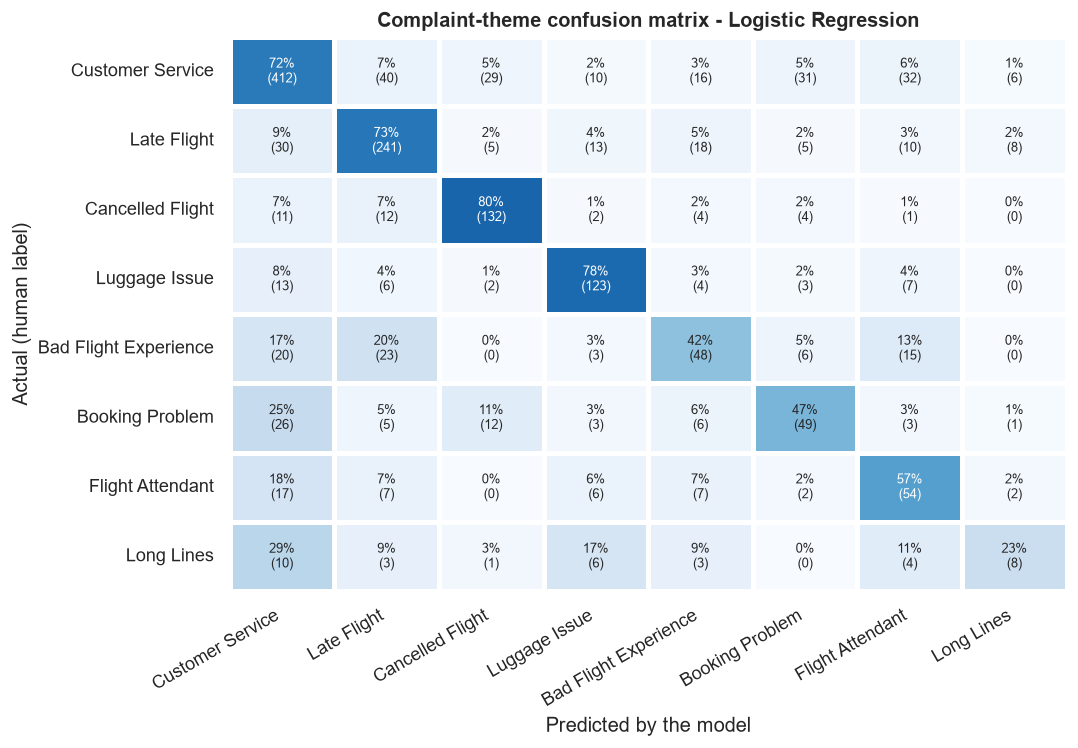 Complaint-theme confusion matrix - Logistic Regression
Customer Service 72% 7% 5% 2% 3% 5% 6% 1%
(412) (40) (29) (10) (16) (31) (32) (6)
Late Flight 9% 73% 2% 4% 5% 2% 3% 2%
(30) (241) (5) (13) (18) (5) (10) (8)
Cancelled Flight 7% 7% 80% 1% 2% 2% 1% 0%
(11) (12) (132) (2) (4) (4) (1) (0)
Luggage Issue 8% 4% 1% 78% 3% 2% 4% 0%
(13) (6) (2) (123) (4) (3) (7) (0)
Bad Flight Experience 17% 20% 0% 3% 42% 5% 13% 0%
(20) (23) (0) (3) (48) (6) (15) (0)
Booking Problem 25% 5% 11% 3% 6% 47% 3% 1%
(26) (5) (12) (3) (6) (49) (3) (1)
Flight Attendant 18% 7% 0% 6% 7% 2% 57% 2%
(17) (7) (0) (6) (7) (2) (54) (2)
Long Lines 29% 9% 3% 17% 9% 0% 11% 23%
(10) (3) (1) (6) (3) (0) (4) (8)
Actual (human label)
Customer Service
Late Flight
Cancelled Flight
Luggage Issue
Bad Flight Experience
Booking Problem
Flight Attendant
Long Lines
Predicted by the model